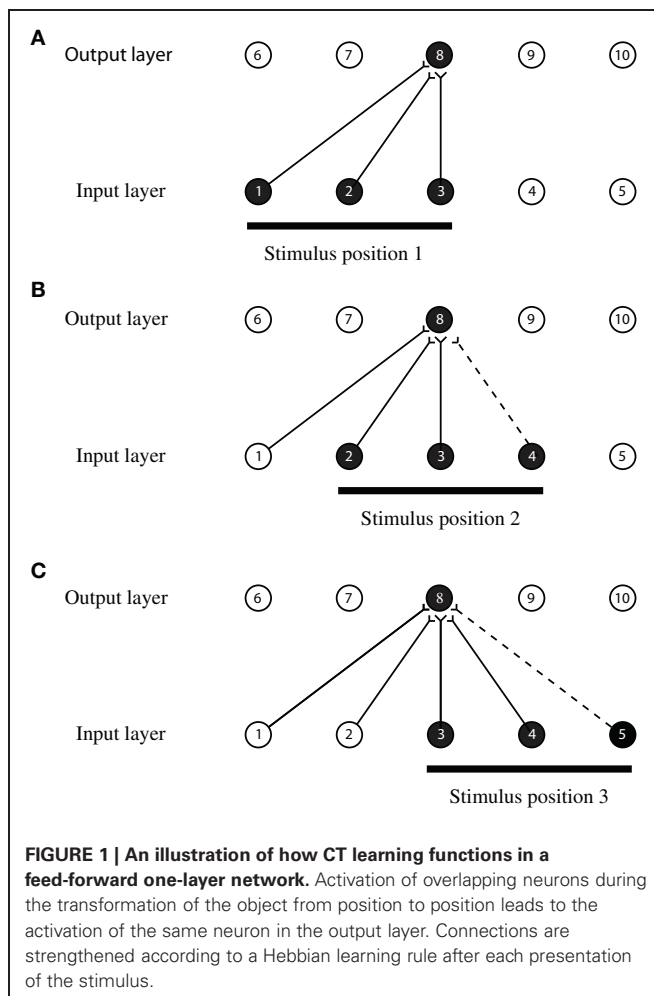 A
Output layer 6 7 8 9 10
Input layer 1 2 3 4 5
Stimulus position 1
B
Output layer 6 7 8 9 10
Input layer 1 2 3 4 5
Stimulus position 2
C
Output layer 6 7 8 9 10
Input layer 1 2 3 4 5
Stimulus position 3
FIGURE 1 | An illustration of how CT learning functions in a
feed-forward one-layer network. Activation of overlapping neurons during
the transformation of the object from position to position leads to the
activation of the same neuron in the output layer. Connections are
strengthened according to a Hebbian learning rule after each presentation
of the stimulus.